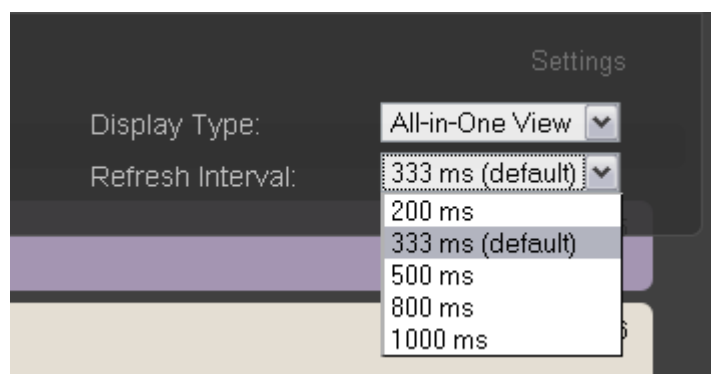 Settings
Display Type: All-in-One View
Refresh Interval: 333 ms (default)
200 ms
333 ms (default)
500 ms
800 ms
1000 ms